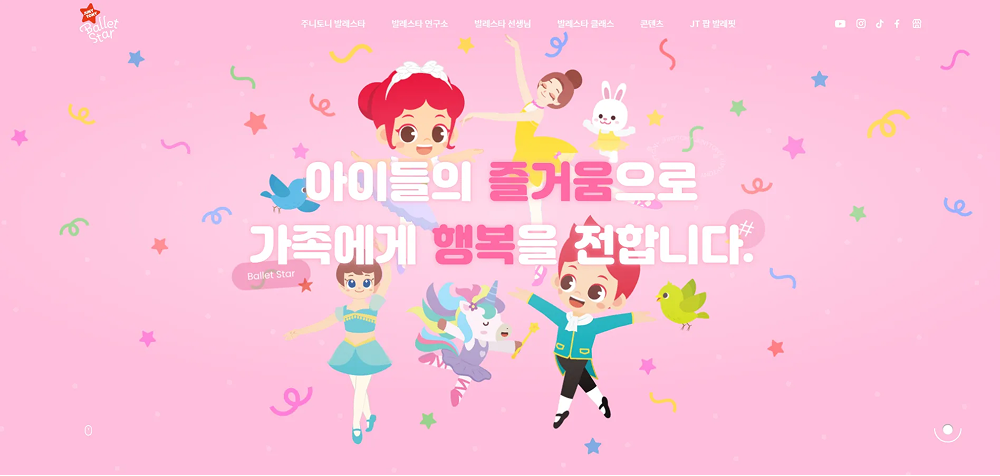 JUNI TONY
Ballet
Star
주니토니 발레스타
발레스타 연구소
발레스타 선생님
발레스타 클래스
콘텐츠
JT 팝 발레핏
아이들의 즐거움으로
가족에게 행복을 전합니다.
#
Ballet Star